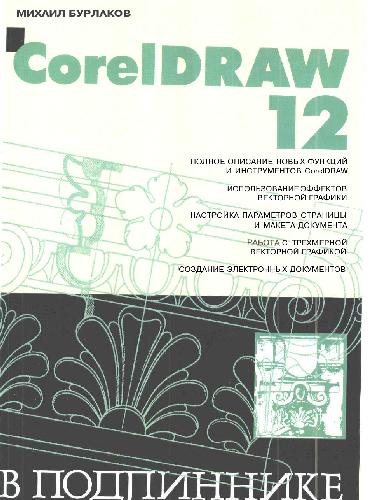 МИХАИЛ БУРЛАКОВ
CorelDRAW
12
ПОЛНОЕ ОПИСАНИЕ НОВЫХ ФУНКЦИЙ
И ИНСТРУМЕНТОВ CorelDRAW
ИСПОЛЬЗОВАНИЕ ЭФФЕКТОВ
ВЕКТОРНОЙ ГРАФИКИ
НАСТРОЙКА ПАРАМЕТРОВ СТРАНИЦЫ
И МАКЕТА ДОКУМЕНТА
РАБОТА С ТРЕХМЕРНОЙ
ВЕКТОРНОЙ ГРАФИКОЙ
СОЗДАНИЕ ЭЛЕКТРОННЫХ ДОКУМЕНТОВ
В ПОДЛИННИКЕ